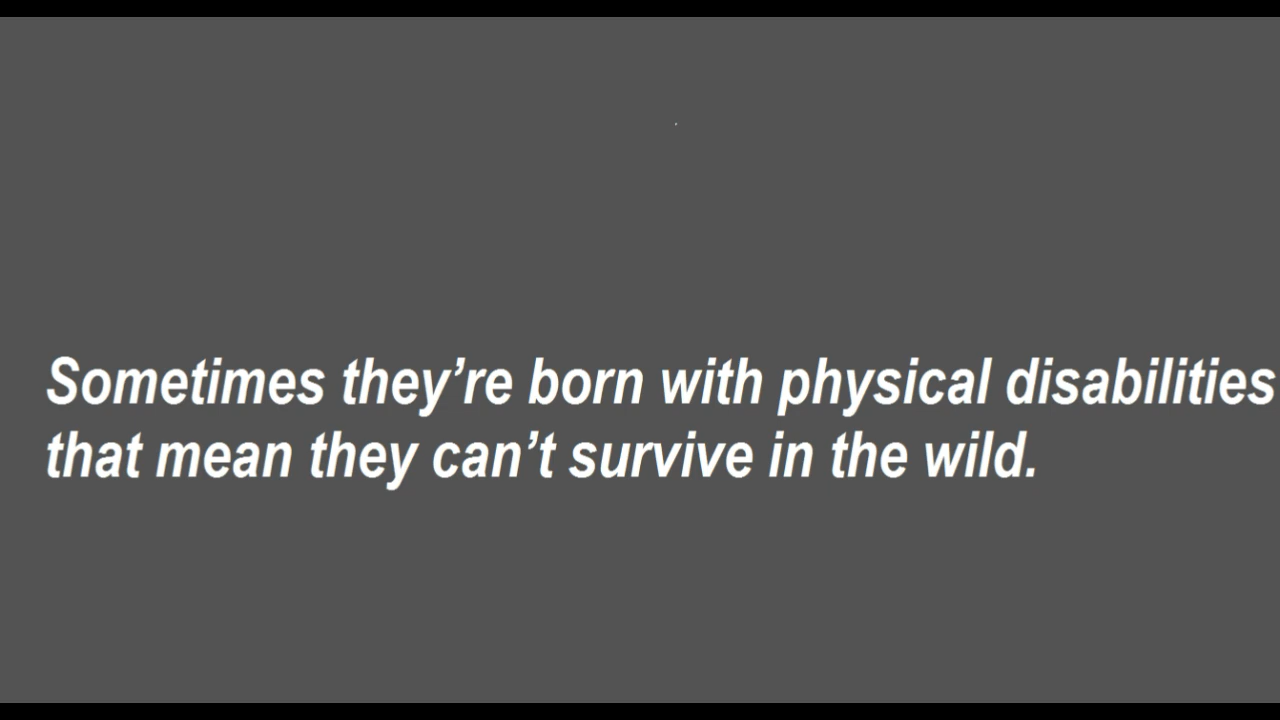 Sometimes they’re born with physical disabilities
that mean they can’t survive in the wild.